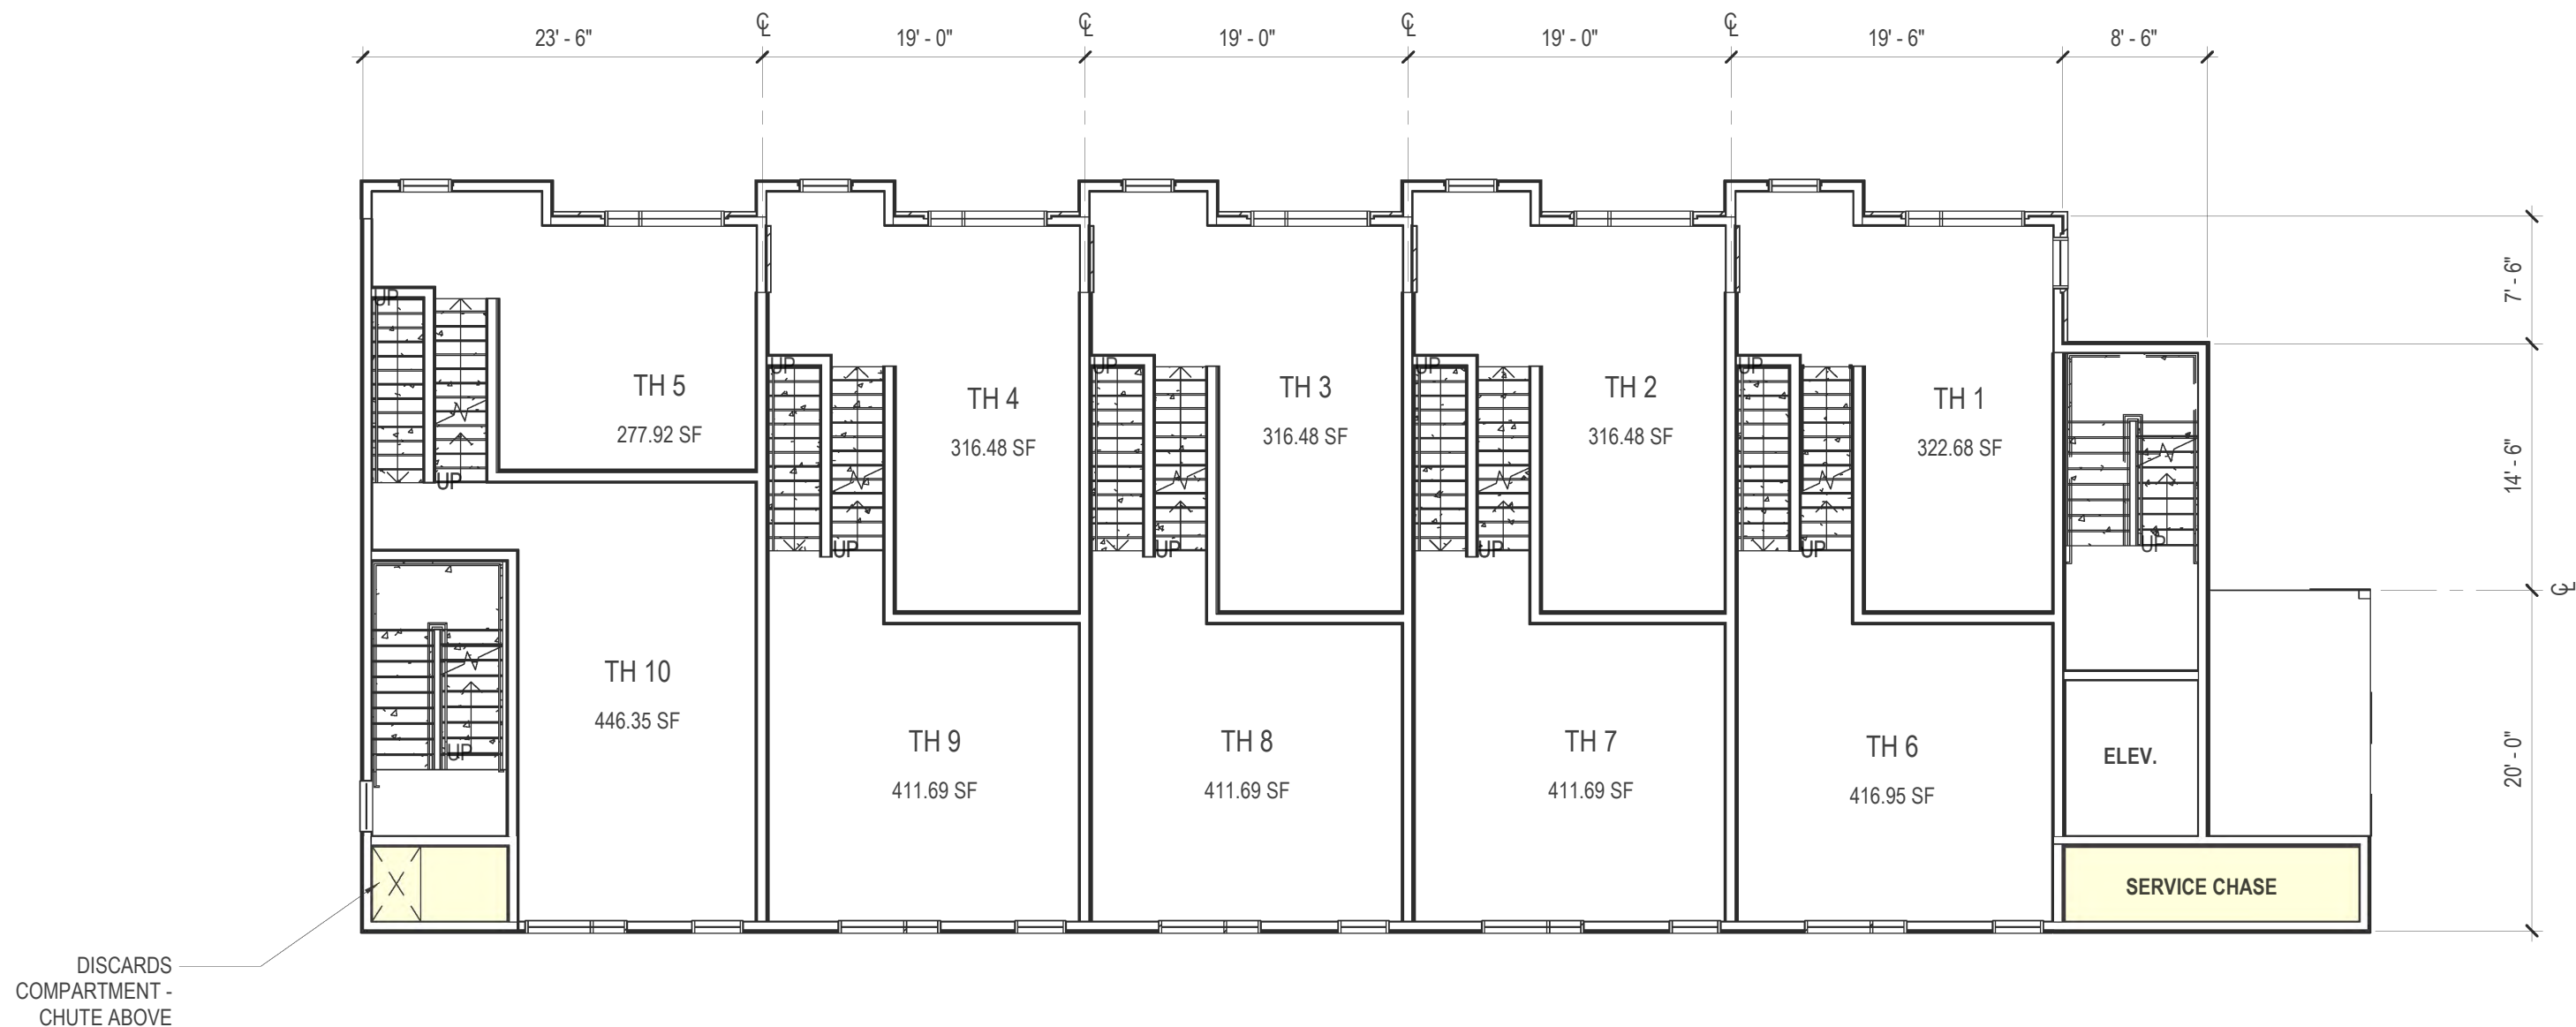 ℄ ℄ ℄ ℄
23' - 6" 19' - 0" 19' - 0" 19' - 0" 19' - 6" 8' - 6"
7' - 6"
UP
UP UP UP UP
TH 5 TH 4 TH 3 TH 2 TH 1
277.92 SF 316.48 SF 316.48 SF 316.48 SF 322.68 SF
14' - 6"
UP
UP UP UP UP UP
℄
TH 10
446.35 SF
TH 9 TH 8 TH 7 TH 6
411.69 SF 411.69 SF 411.69 SF 416.95 SF
UP
ELEV.
20' - 0"
SERVICE CHASE
DISCARDS
COMPARTMENT -
CHUTE ABOVE